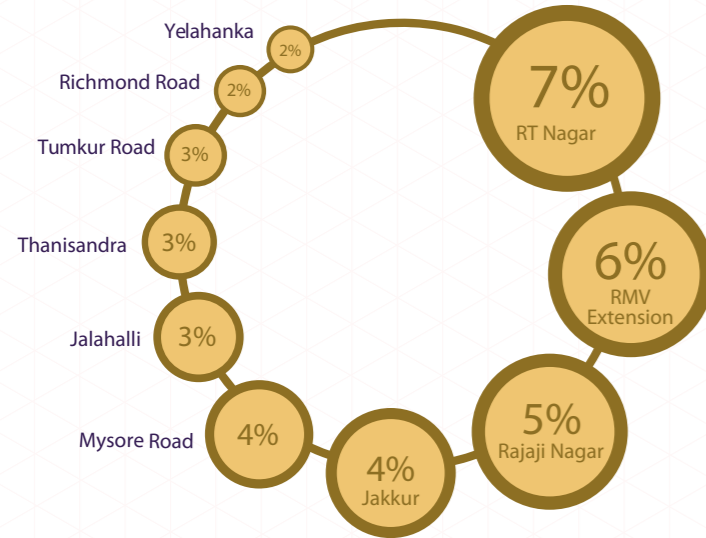 Yelahanka
2%
7%
RT Nagar
Richmond Road
2%
Tumkur Road
3%
Thanisandra
3%
6%
RMV
Extension
Jalahalli
3%
Mysore Road
4%
5%
Rajaji Nagar
4%
Jakkur